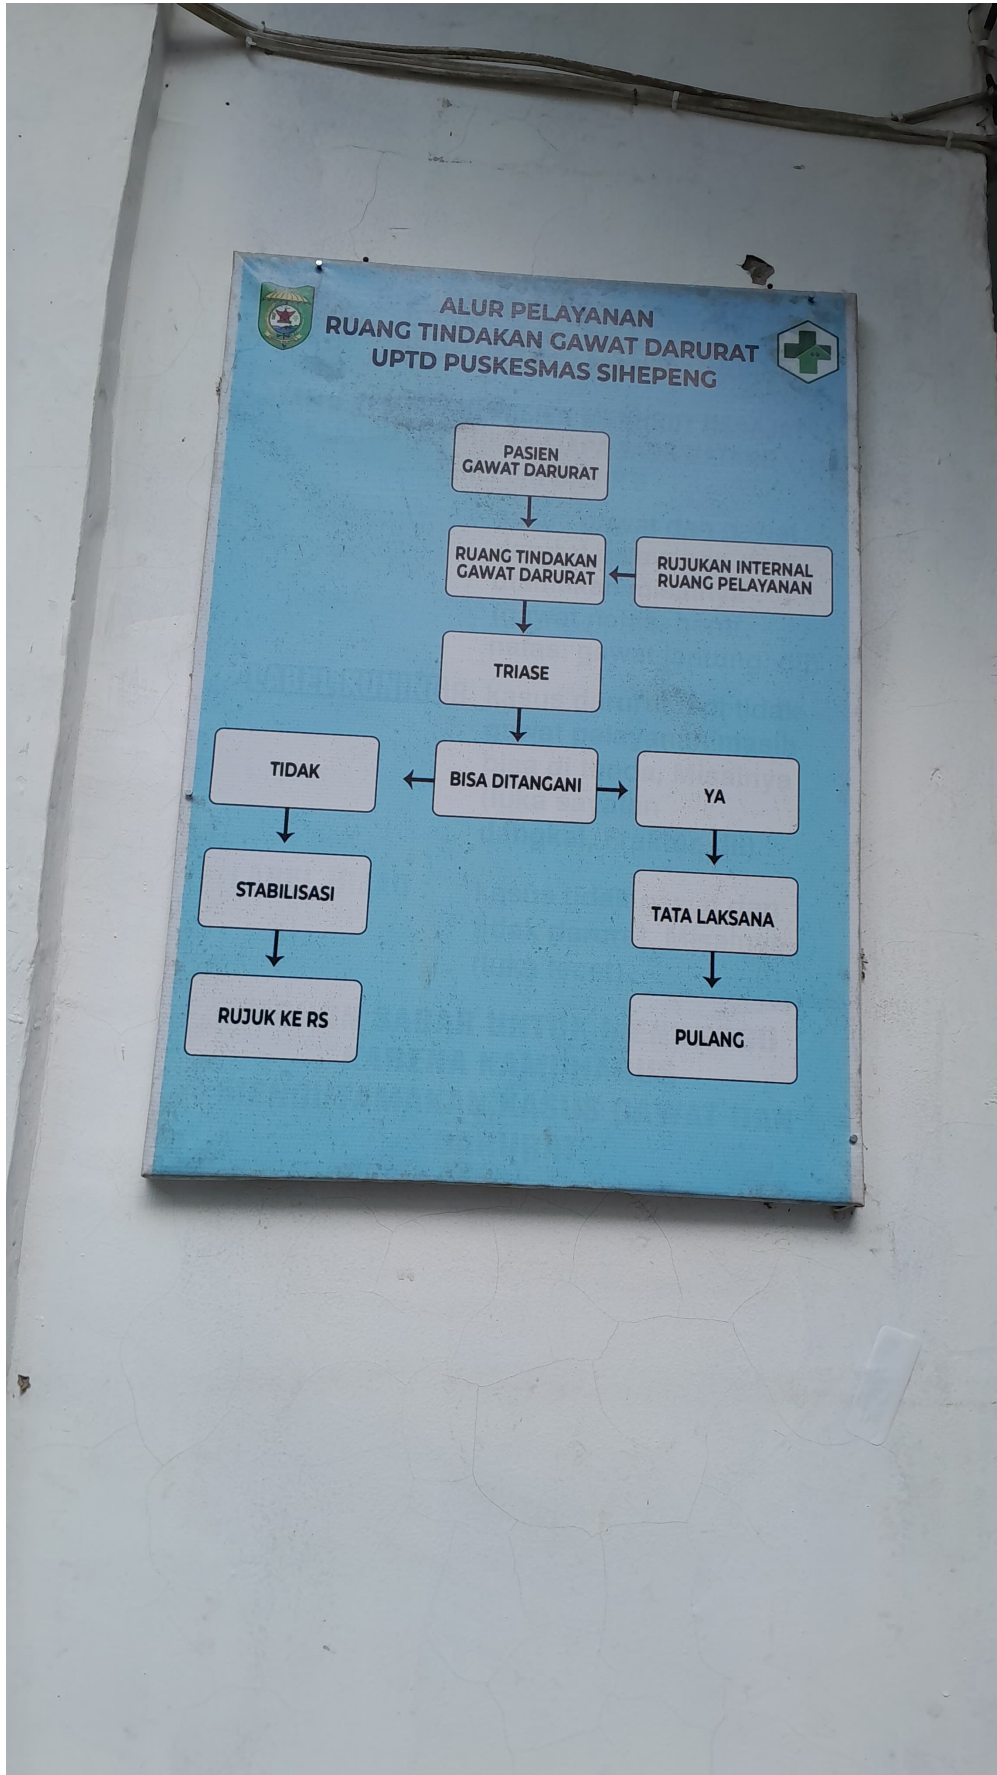 ALUR PELAYANAN
RUANG TINDAKAN GAWAT DARURAT
UPTD PUSKESMAS SIHEPENG
PASIEN
GAWAT DARURAT
RUANG TINDAKAN
GAWAT DARURAT
RUJUKAN INTERNAL
RUANG PELAYANAN
TRIASE
BISA DITANGANI
TIDAK
YA
STABILISASI
TATA LAKSANA
RUJUK KE RS
PULANG